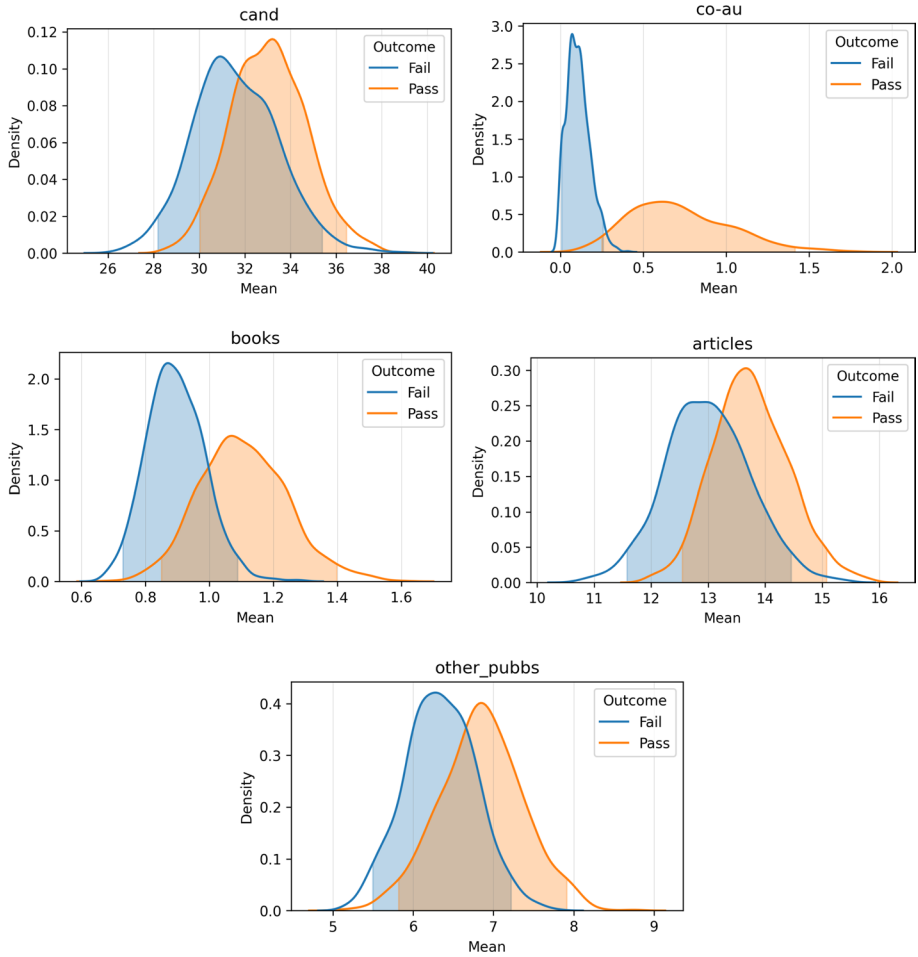 cand
Outcome
Fail
Pass
Density
0.12
0.10
0.08
0.06
0.04
0.02
0.00
26 28 30 32 34 36 38 40
Mean
co-au
Outcome
Fail
Pass
Density
3.0
2.5
2.0
1.5
1.0
0.5
0.0
0.0 0.5 1.0 1.5 2.0
Mean
books
Outcome
Fail
Pass
Density
2.0
1.5
1.0
0.5
0.0
0.6 0.8 1.0 1.2 1.4 1.6
Mean
articles
Outcome
Fail
Pass
Density
0.30
0.25
0.20
0.15
0.10
0.05
0.00
10 11 12 13 14 15 16
Mean
other_pubbs
Outcome
Fail
Pass
Density
0.4
0.3
0.2
0.1
0.0
5 6 7 8 9
Mean